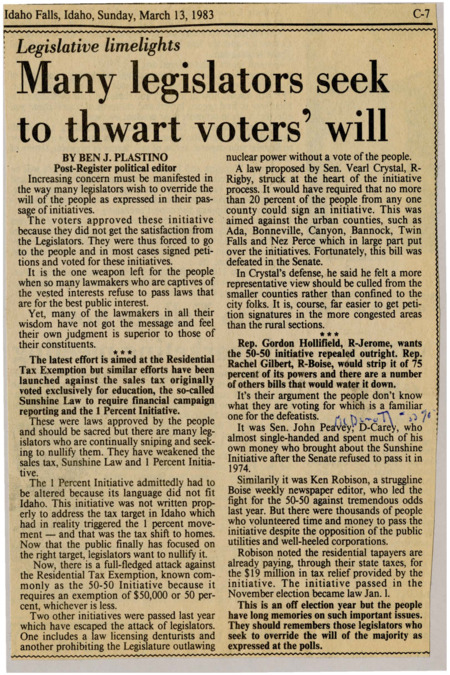 Idaho Falls, Idaho, Sunday, March 13, 1983 C-7
Legislative limelights
Many legislators seek
to thwart voters' will
BY BEN J. PLASTINO
Post-Register political editor
Increasing concern must be manifested in
the way many legislators wish to override the
will of the people as expressed in their pas-
sage of initiatives.
The voters approved these initiative
because they did not get the satisfaction from
the Legislators. They were thus forced to go
to the people and in most cases signed peti-
tions and voted for these initiatives.
It is the one weapon left for the people
when so many lawmakers who are captives of
the vested interests refuse to pass laws that
are for the best public interest.
Yet, many of the lawmakers in all their
wisdom have not got the message and feel
their own judgment is superior to those of
their constituents.
***
The latest effort is aimed at the Residential
Tax Exemption but similar efforts have been
launched against the sales tax originally
voted exclusively for education, the so-called
Sunshine Law to require financial campaign
reporting and the 1 Percent Initiative.
These were laws approved by the people
and should be sacred but there are many leg-
islators who are continually sniping and seek-
ing to nullify them. They have weakened the
sales tax, Sunshine Law and 1 Percent Initia-
tive.
The 1 Percent Initiative admittedly had to
be altered because its language did not fit
Idaho. This initiative was not written prop-
erly to address the tax target in Idaho which
had in reality triggered the 1 percent move-
ment — and that was the tax shift to homes.
Now that the public finally has focused on
the right target, legislators want to nullify it.
Now, there is a full-fledged attack against
the Residential Tax Exemption, known com-
monly as the 50-50 Initiative because it
requires an exemption of $50,000 or 50 per-
cent, whichever is less.
Two other initiatives were passed last year
which have escaped the attack of legislators.
One includes a law licensing denturists and
another prohibiting the Legislature outlawing
nuclear power without a vote of the people.
A law proposed by Sen. Vearl Crystal, R-
Rigby, struck at the heart of the initiative
process. It would have required that no more
than 20 percent of the people from any one
county could sign an initiative. This was
aimed against the urban counties, such as
Ada, Bonneville, Canyon, Bannock, Twin
Falls and Nez Perce which in large part put
over the initiatives. Fortunately, this bill was
defeated in the Senate.
In Crystal's defense, he said he felt a more
representative view should be culled from the
smaller counties rather than confined to the
city folks. It is, course, far easier to get peti-
tion signatures in the more congested areas
than the rural sections.
***
Rep. Gordon Hollifield, R-Jerome, wants
the 50-50 initiative repealed outright. Rep.
Rachel Gilbert, R-Boise, would strip it of 75
percent of its powers and there are a number
of others bills that would water it down.
It's their argument the people don't know
what they are voting for which is a familiar
one for the defeatists.
It was Sen. John Peavey, D-Carey, who
almost single-handed and spent much of his
own money who brought about the Sunshine
Initiative after the Senate refused to pass it in
1974.
Similarily it was Ken Robison, a struggline
Boise weekly newspaper editor, who led the
fight for the 50-50 against tremendous odds
last year. But there were thousands of people
who volunteered time and money to pass the
initiative despite the opposition of the public
utilities and well-heeled corporations.
Robison noted the residential tapayers are
already paying, through their state taxes, for
the $19 million in tax relief provided by the
initiative. The initiative passed in the
November election became law Jan. 1.
This is an off election year but the people
have long memories on such important issues.
They should remembers those legislators who
seek to override the will of the majority as
expressed at the polls.